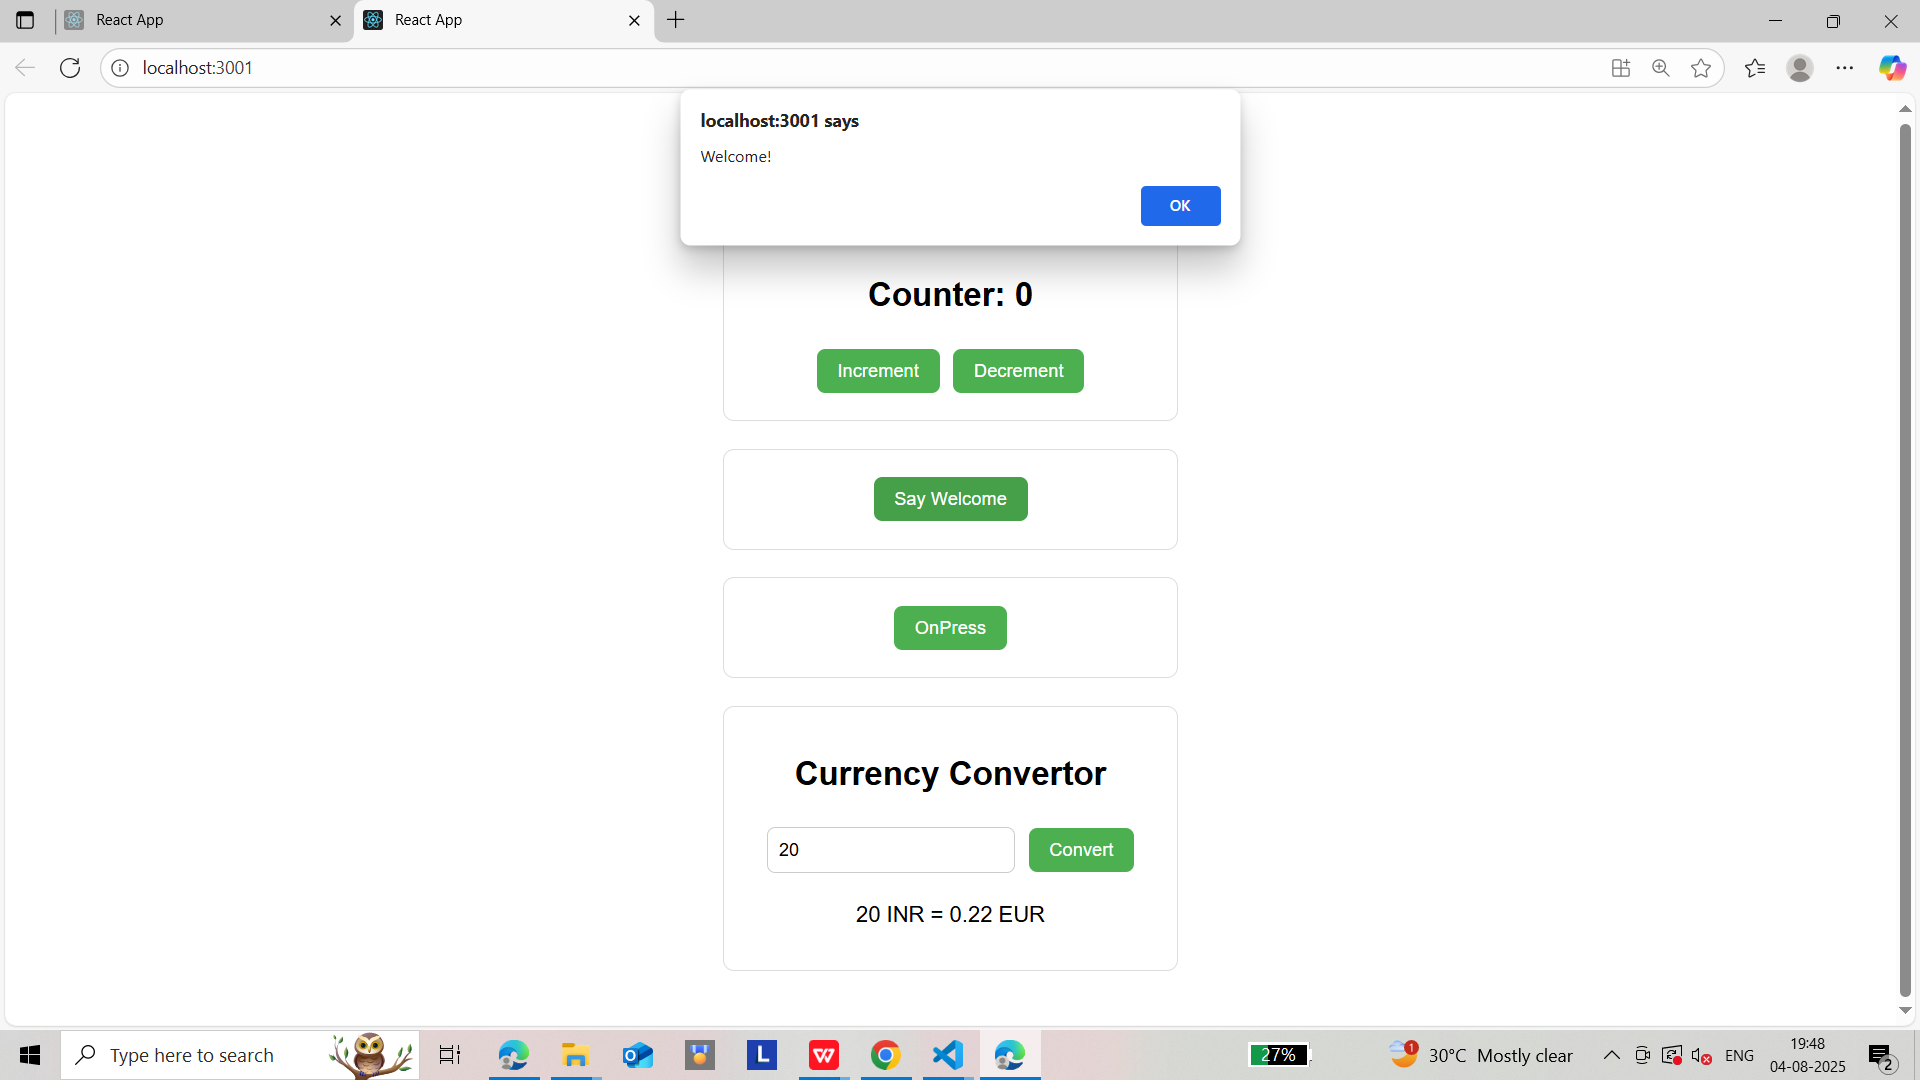 React App
React App
localhost:3001
localhost:3001 says
Welcome!
OK
Counter: 0
Increment
Decrement
Say Welcome
OnPress
Currency Convertor
20
Convert
20 INR = 0.22 EUR
Type here to search
L
W
27%
1
30°C Mostly clear
ENG
19:48
04-08-2025
2